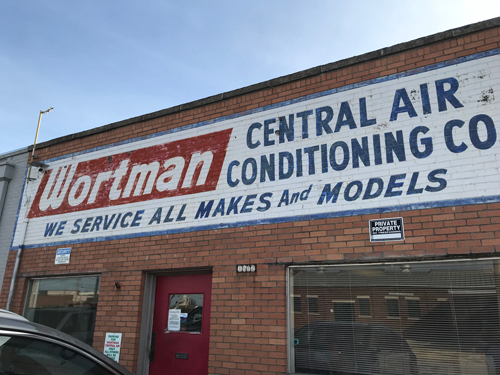 Wortman
CENTRAL AIR
CONDITIONING CO
WE SERVICE ALL MAKES And MODELS
PRIVATE
PROPERTY